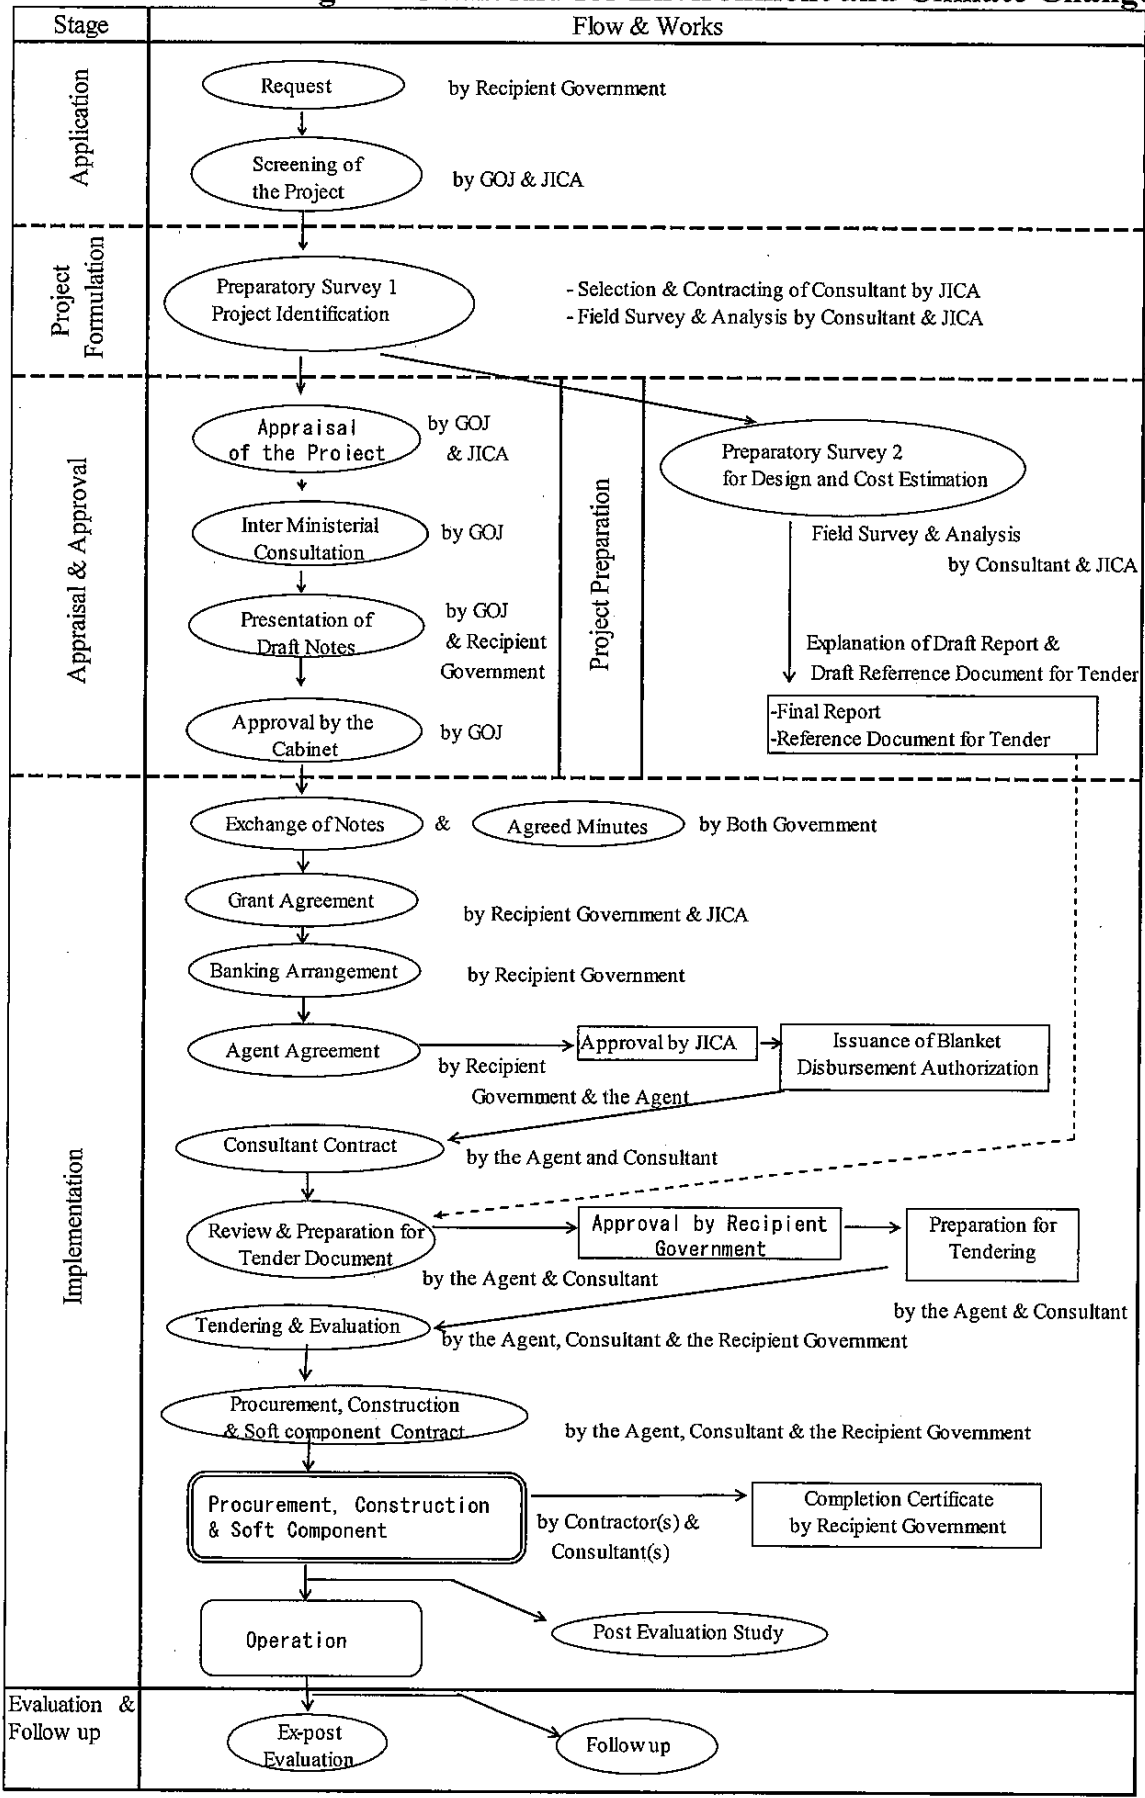 for Environment and Climate Change
Stage
Flow & Works
Application
Request
by Recipient Government
Screening of
the Project
by GOJ & JICA
Project
Formulation
Preparatory Survey 1
Project Identification
- Selection & Contracting of Consultant by JICA
- Field Survey & Analysis by Consultant & JICA
Appraisal & Approval
Appraisal
of the Project
by GOJ
& JICA
Inter Ministerial
Consultation
by GOJ
Presentation of
Draft Notes
by GOJ
& Recipient
Government
Approval by the
Cabinet
by GOJ
Project Preparation
Preparatory Survey 2
for Design and Cost Estimation
Field Survey & Analysis
by Consultant & JICA
Explanation of Draft Report &
Draft Referrence Document for Tender
-Final Report
-Reference Document for Tender
Implementation
Exchange of Notes
&
Agreed Minutes
by Both Government
Grant Agreement
by Recipient Government & JICA
Banking Arrangement
by Recipient Government
Agent Agreement
by Recipient
Government & the Agent
Approval by JICA
Issuance of Blanket
Disbursement Authorization
Consultant Contract
by the Agent and Consultant
Review & Preparation for
Tender Document
by the Agent & Consultant
Approval by Recipient
Government
Preparation for
Tendering
by the Agent & Consultant
Tendering & Evaluation
by the Agent, Consultant & the Recipient Government
Procurement, Construction
& Soft component Contract
by the Agent, Consultant & the Recipient Government
Procurement, Construction
& Soft Component
by Contractor(s) &
Consultant(s)
Completion Certificate
by Recipient Government
Operation
Post Evaluation Study
Evaluation &
Follow up
Ex-post
Evaluation
Follow up